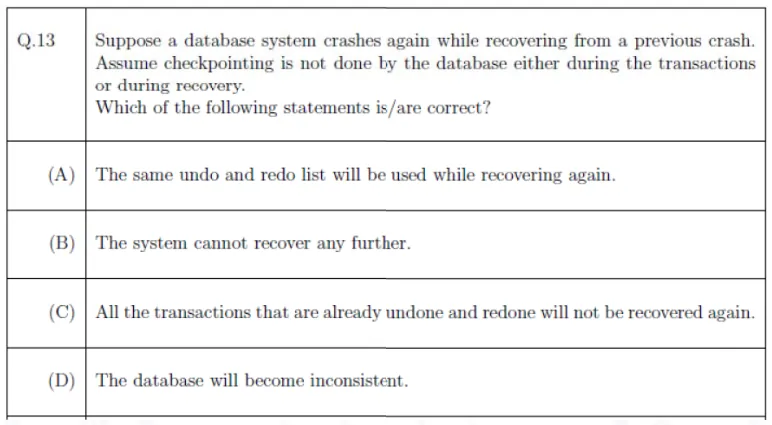 Q.13 Suppose a database system crashes again while recovering from a previous crash.
Assume checkpointing is not done by the database either during the transactions
or during recovery.
Which of the following statements is/are correct?
(A) The same undo and redo list will be used while recovering again.
(B) The system cannot recover any further.
(C) All the transactions that are already undone and redone will not be recovered again.
(D) The database will become inconsistent.